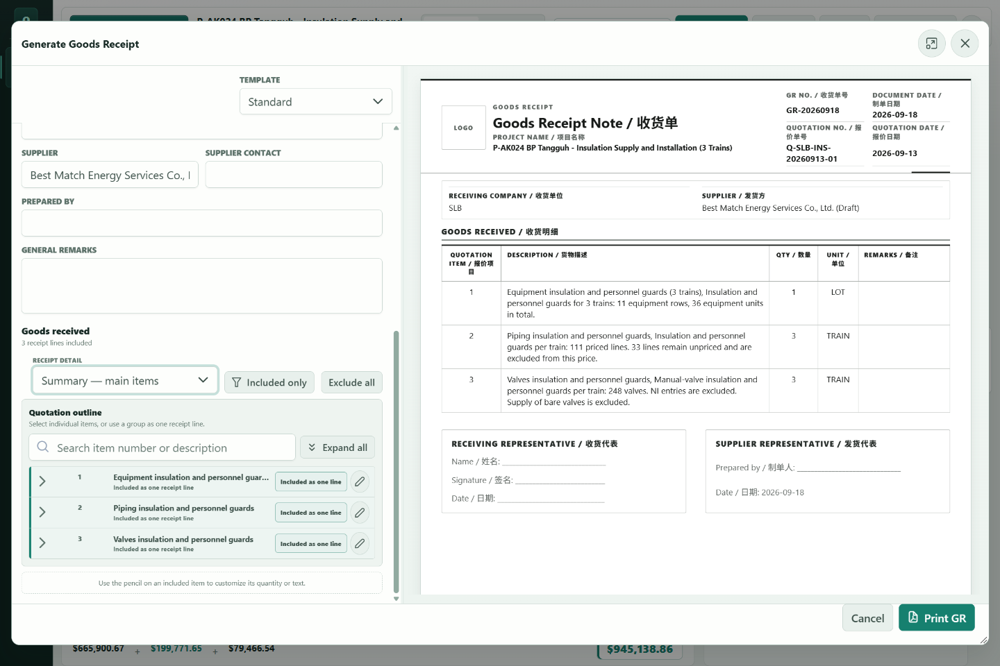 Generate Goods Receipt
TEMPLATE
Standard
SUPPLIER
SUPPLIER CONTACT
Best Match Energy Services Co.,
PREPARED BY
GENERAL REMARKS
Goods received
3 receipt lines included
RECEIPT DETAIL
Summary — main items
Included only
Exclude all
Quotation outline
Select individual items, or use a group as one receipt line.
Search item number or description
Expand all
1
Equipment insulation and personnel guar...
Included as one receipt line
Included as one line
2
Piping insulation and personnel guards
Included as one receipt line
Included as one line
3
Valves insulation and personnel guards
Included as one receipt line
Included as one line
Use the pencil on an included item to customize its quantity or text.
LOGO
GOODS RECEIPT
Goods Receipt Note / 收货单
PROJECT NAME / 项目名称
P-AK024 BP Tangguh - Insulation Supply and Installation (3 Trains)
GR NO. / 收货单号
GR-20260918
DOCUMENT DATE /
制单日期
2026-09-18
QUOTATION NO. / 报
价单号
Q-SLB-INS-
20260913-01
QUOTATION DATE /
报价日期
2026-09-13
RECEIVING COMPANY / 收货单位
SLB
SUPPLIER / 发货方
Best Match Energy Services Co., Ltd. (Draft)
GOODS RECEIVED / 收货明细
QUOTATION
ITEM / 报价项
目
DESCRIPTION / 货物描述
QTY / 数量
UNIT /
单位
REMARKS / 备注
1
Equipment insulation and personnel guards (3 trains), Insulation and
personnel guards for 3 trains: 11 equipment rows, 36 equipment units
in total.
1
LOT
2
Piping insulation and personnel guards, Insulation and personnel
guards per train: 111 priced lines. 33 lines remain unpriced and are
excluded from this price.
3
TRAIN
3
Valves insulation and personnel guards, Manual-valve insulation and
personnel guards per train: 248 valves. NI entries are excluded.
Supply of bare valves is excluded.
3
TRAIN
RECEIVING REPRESENTATIVE / 收货代表
Name / 姓名: ____________________
Signature / 签名: ____________________
Date / 日期: ____________________
SUPPLIER REPRESENTATIVE / 发货代表
Prepared by / 制单人: ____________________
Date / 日期: 2026-09-18
Cancel
Print GR
$665,900.67 + $199,771.65 + $79,466.54
$945,138.86